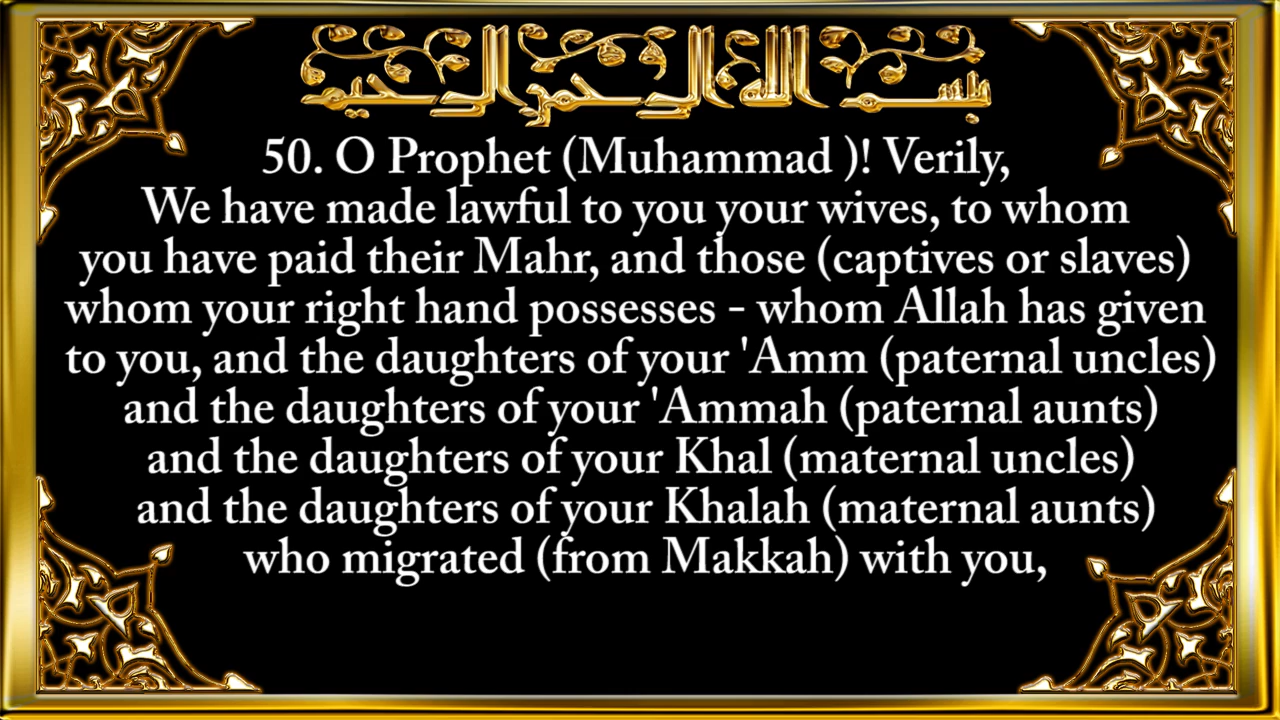 بسم الله الرحمن الرحيم
50. O Prophet (Muhammad )! Verily,
We have made lawful to you your wives, to whom
you have paid their Mahr, and those (captives or slaves)
whom your right hand possesses - whom Allah has given
to you, and the daughters of your 'Amm (paternal uncles)
and the daughters of your 'Ammah (paternal aunts)
and the daughters of your Khal (maternal uncles)
and the daughters of your Khalah (maternal aunts)
who migrated (from Makkah) with you,